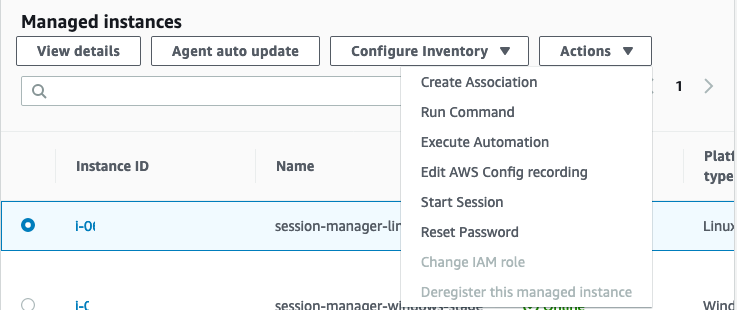 Managed instances
View details
Agent auto update
Configure Inventory
Actions
1
Create Association
Run Command
Execute Automation
Edit AWS Config recording
Start Session
Reset Password
Change IAM role
Deregister this managed instance
Instance ID
Name
Platf
type
i-06
session-manager-lin
Linux
session-manager-windows-stage
Online
Wind